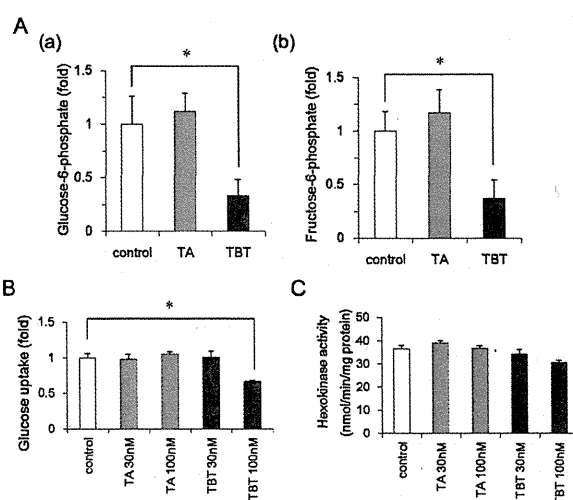 A
(a)
*
Glucose-6-phosphate (fold)
1.5
1
0.5
0
control TA TBT
(b)
*
Fructose-6-phosphate (fold)
1.5
1
0.5
0
control TA TBT
B
*
Glucose uptake (fold)
1.5
1
0.5
0
control
TA 30nM
TA 100nM
TBT 30nM
TBT 100nM
C
Hexokinase activity
(nmol/min/mg protein)
50
40
30
20
10
0
control
TA 30nM
TA 100nM
TBT 30nM
TBT 100nM